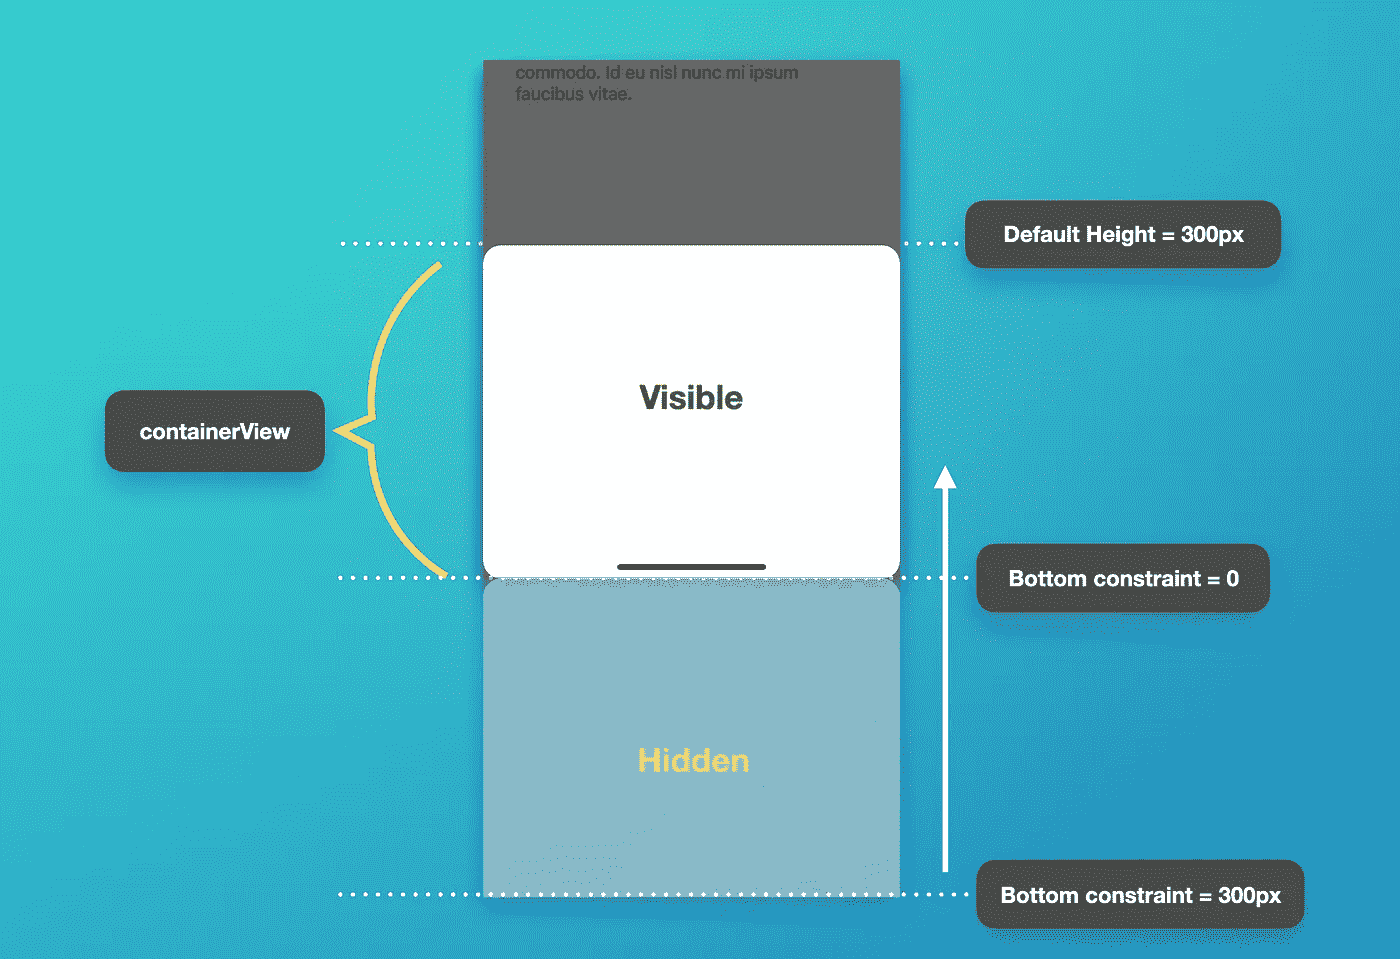 commodo. Id eu nisl nunc mi ipsum
faucibus vitae.
Default Height = 300px
Visible
containerView
Bottom constraint = 0
Hidden
Bottom constraint = 300px